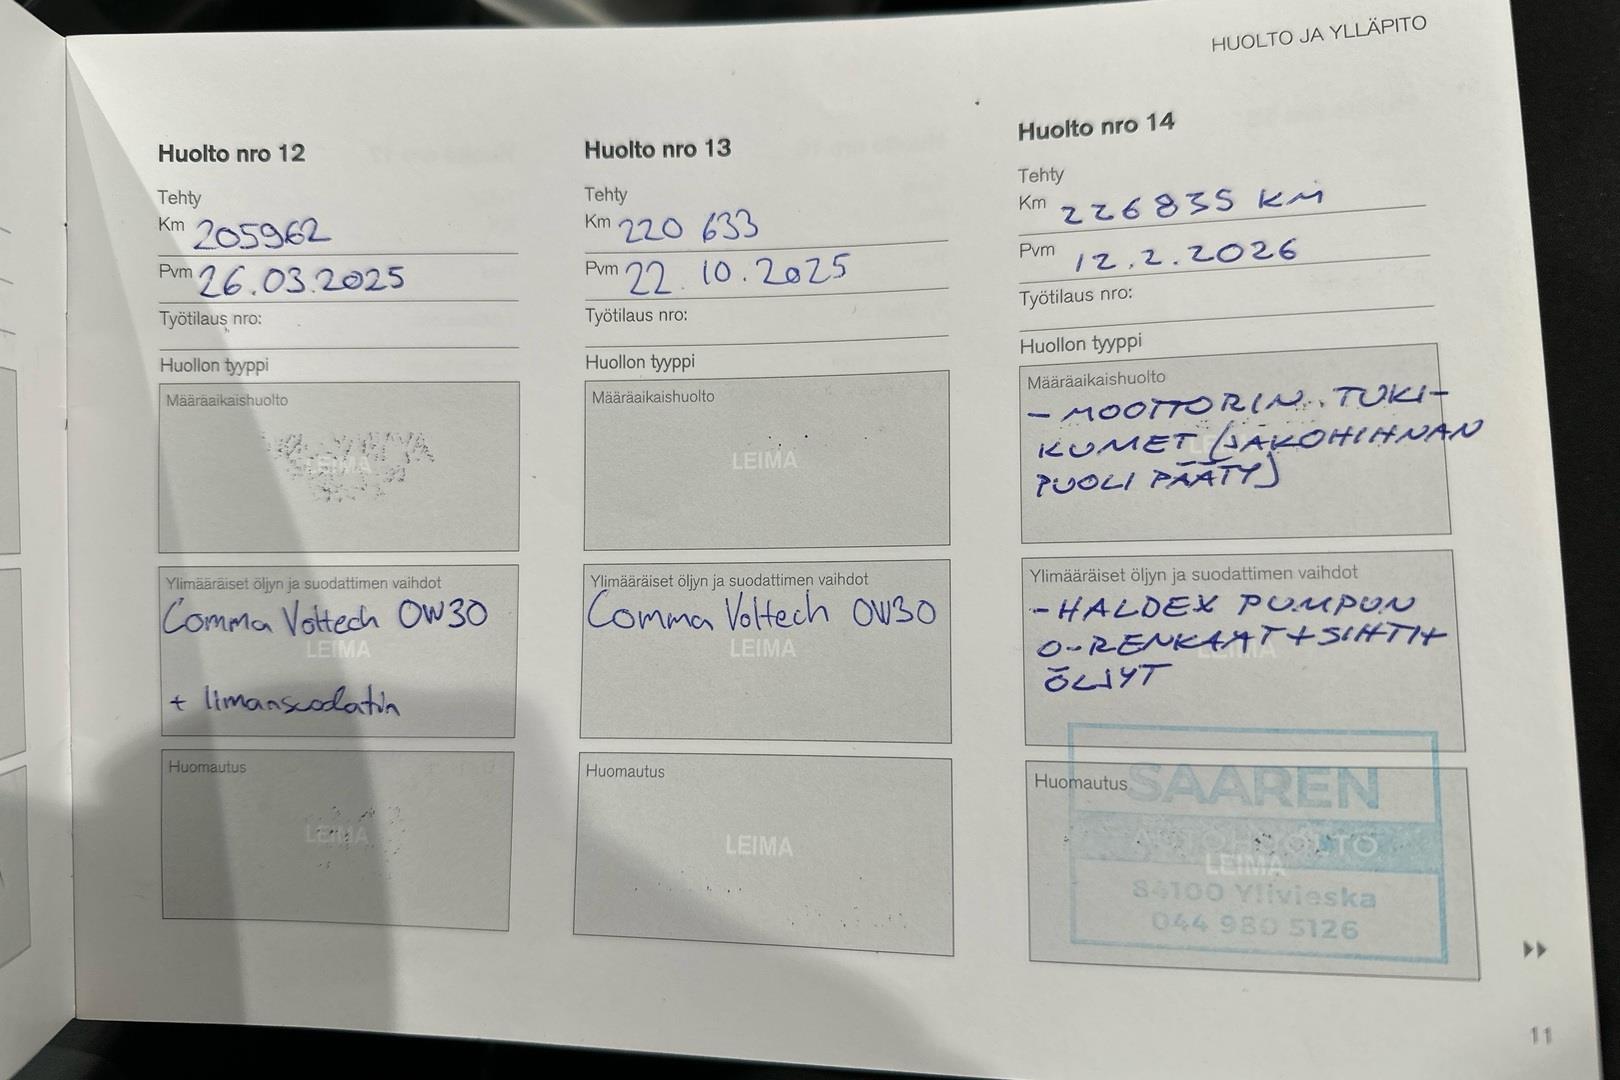 HUOLTO JA YLLÄPITO
Huolto nro 12
Tehty
Km 205962
Pvm 26.03.2025
Työtilaus nro:
Huollon tyyppi
Määräaikaishuolto
LEIMA
Ylimääräiset öljyn ja suodattimen vaihdot
Comma Voltech 0W30
LEIMA
+ Ilmansuodatin
Huomautus
LEIMA
Huolto nro 13
Tehty
Km 220 633
Pvm 22.10.2025
Työtilaus nro:
Huollon tyyppi
Määräaikaishuolto
LEIMA
Ylimääräiset öljyn ja suodattimen vaihdot
Comma Voltech 0W30
LEIMA
Huomautus
LEIMA
Huolto nro 14
Tehty
Km 226835 KM
Pvm 12.2.2026
Työtilaus nro:
Huollon tyyppi
Määräaikaishuolto
- MOOTTORIN TUKI-
KUMET (JAKOHIHNAN
PUOLI PÄÄTY)
LEIMA
Ylimääräiset öljyn ja suodattimen vaihdot
- HALDEX PUMPUN
O-RENKAAT + SIHTI +
ÖLJYT
LEIMA
Huomautus
SAAREN
AUTOHUOLTO
LEIMA
84100 Ylivieska
044 980 5126
11